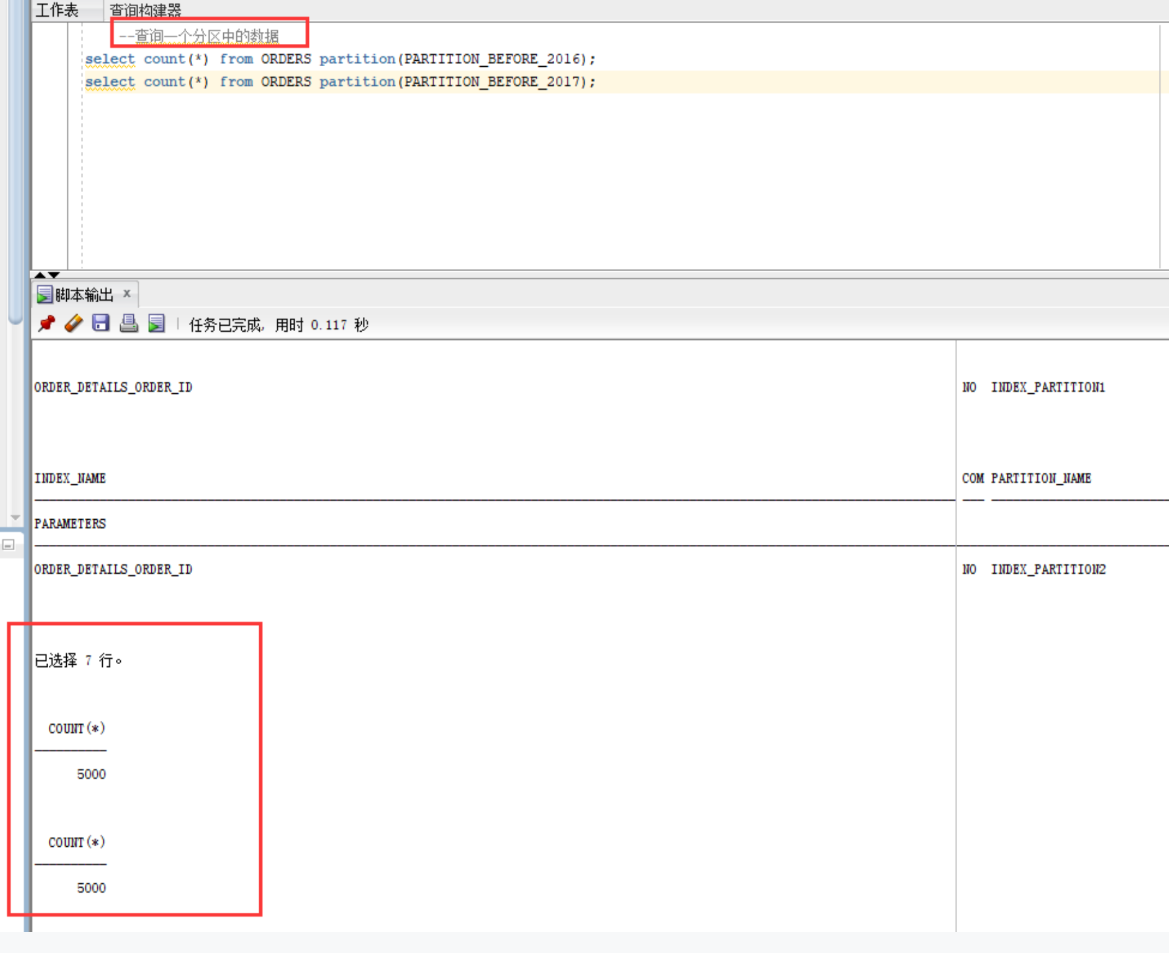 工作表 查询构建器
--查询一个分区中的数据
select count(*) from ORDERS partition(PARTITION_BEFORE_2016);
select count(*) from ORDERS partition(PARTITION_BEFORE_2017);
脚本输出 x
任务已完成, 用时 0.117 秒
ORDER_DETAILS_ORDER_ID NO INDEX_PARTITION1
INDEX_NAME COM PARTITION_NAME
PARAMETERS
ORDER_DETAILS_ORDER_ID NO INDEX_PARTITION2
已选择 7 行。
COUNT(*)
5000
COUNT(*)
5000